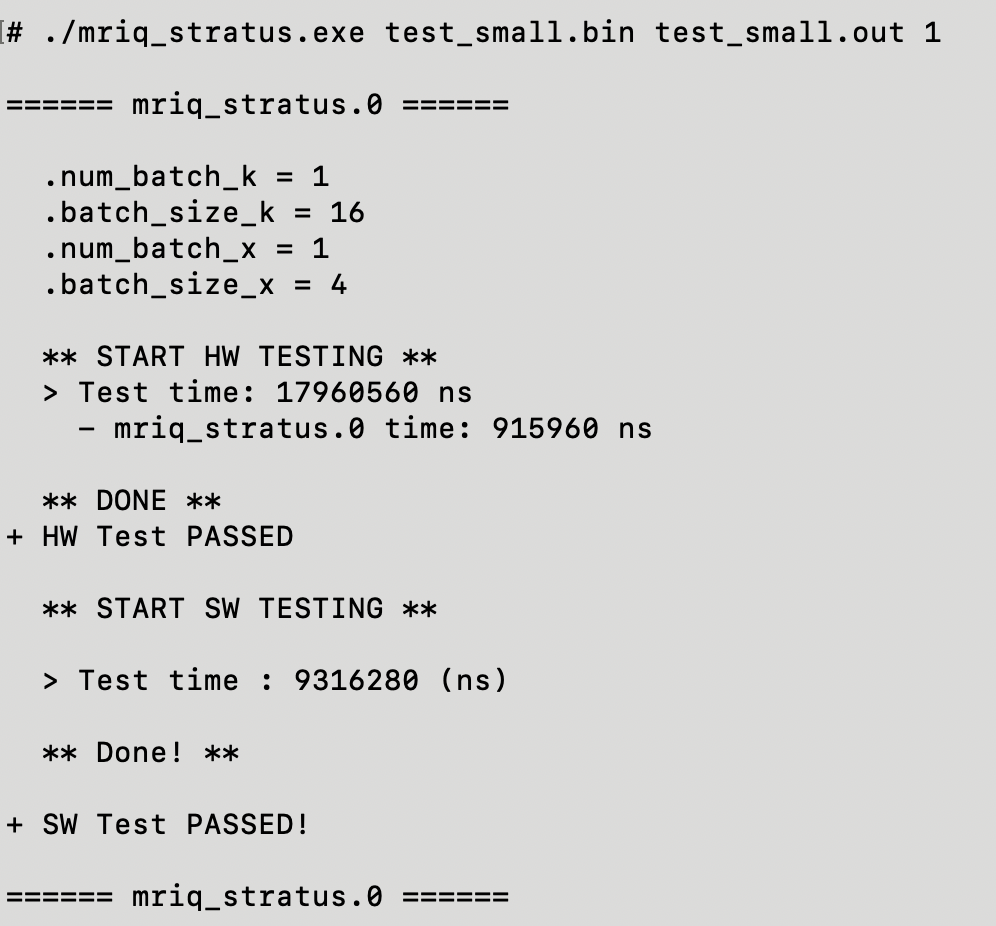 # ./mriq_stratus.exe test_small.bin test_small.out 1
====== mriq_stratus.0 ======
.num_batch_k = 1
.batch_size_k = 16
.num_batch_x = 1
.batch_size_x = 4
** START HW TESTING **
> Test time: 17960560 ns
- mriq_stratus.0 time: 915960 ns
** DONE **
+ HW Test PASSED
** START SW TESTING **
> Test time : 9316280 (ns)
** Done! **
+ SW Test PASSED!
====== mriq_stratus.0 ======